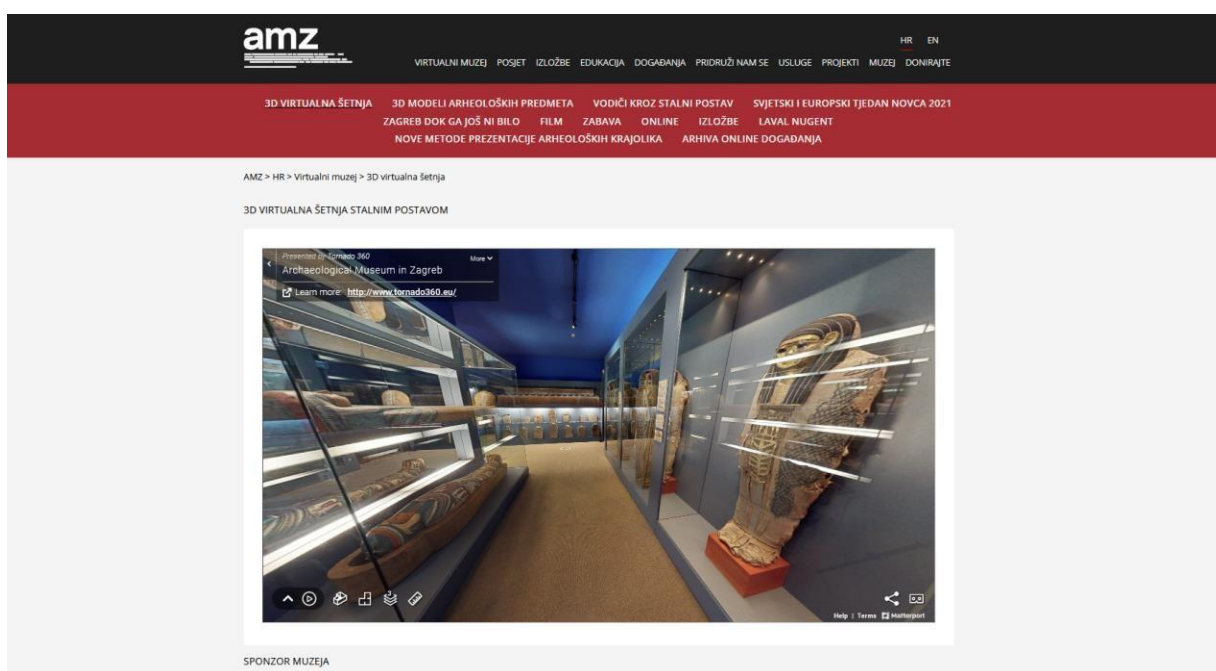 amz
HR EN
VIRTUALNI MUZEJ POSJET IZLOŽBE EDUKACIJA DOGAĐANJA PRIDRUŽI NAM SE USLUGE PROJEKTI MUZEJ DONIRAJTE
3D VIRTUALNA ŠETNJA 3D MODELI ARHEOLOŠKIH PREDMETA VODIČI KROZ STALNI POSTAV SVJETSKI I EUROPSKI TJEDAN NOVCA 2021
ZAGREB DOK GA JOŠ NI BILO FILM ZABAVA ONLINE IZLOŽBE LAVAL NUGENT
NOVE METODE PREZENTACIJE ARHEOLOŠKIH KRAJOLIKA ARHIVA ONLINE DOGAĐANJA
AMZ > HR > Virtualni muzej > 3D virtualna šetnja
3D VIRTUALNA ŠETNJA STALNIM POSTAVOM
Presented By Tornado 360 More
Archaeological Museum in Zagreb
Learn more: http://www.tornado360.eu/
3
Help | Terms Matterport
SPONZOR MUZEJA